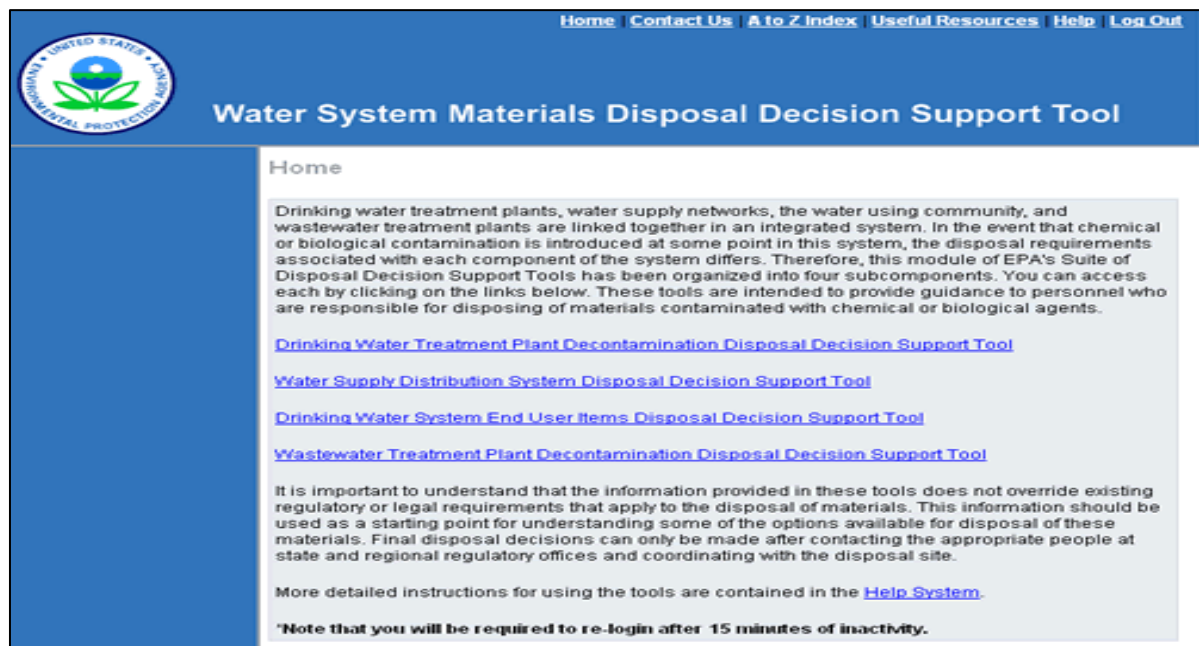 Home | Contact Us | A to Z Index | Useful Resources | Help | Log Out
UNITED STATES
ENVIRONMENTAL PROTECTION AGENCY
Water System Materials Disposal Decision Support Tool
Home
Drinking water treatment plants, water supply networks, the water using community, and
wastewater treatment plants are linked together in an integrated system. In the event that chemical
or biological contamination is introduced at some point in this system, the disposal requirements
associated with each component of the system differs. Therefore, this module of EPA's Suite of
Disposal Decision Support Tools has been organized into four subcomponents. You can access
each by clicking on the links below. These tools are intended to provide guidance to personnel who
are responsible for disposing of materials contaminated with chemical or biological agents.
Drinking Water Treatment Plant Decontamination Disposal Decision Support Tool
Water Supply Distribution System Disposal Decision Support Tool
Drinking Water System End User Items Disposal Decision Support Tool
Wastewater Treatment Plant Decontamination Disposal Decision Support Tool
It is important to understand that the information provided in these tools does not override existing
regulatory or legal requirements that apply to the disposal of materials. This information should be
used as a starting point for understanding some of the options available for disposal of these
materials. Final disposal decisions can only be made after contacting the appropriate people at
state and regional regulatory offices and coordinating with the disposal site.
More detailed instructions for using the tools are contained in the Help System.
*Note that you will be required to re-login after 15 minutes of inactivity.